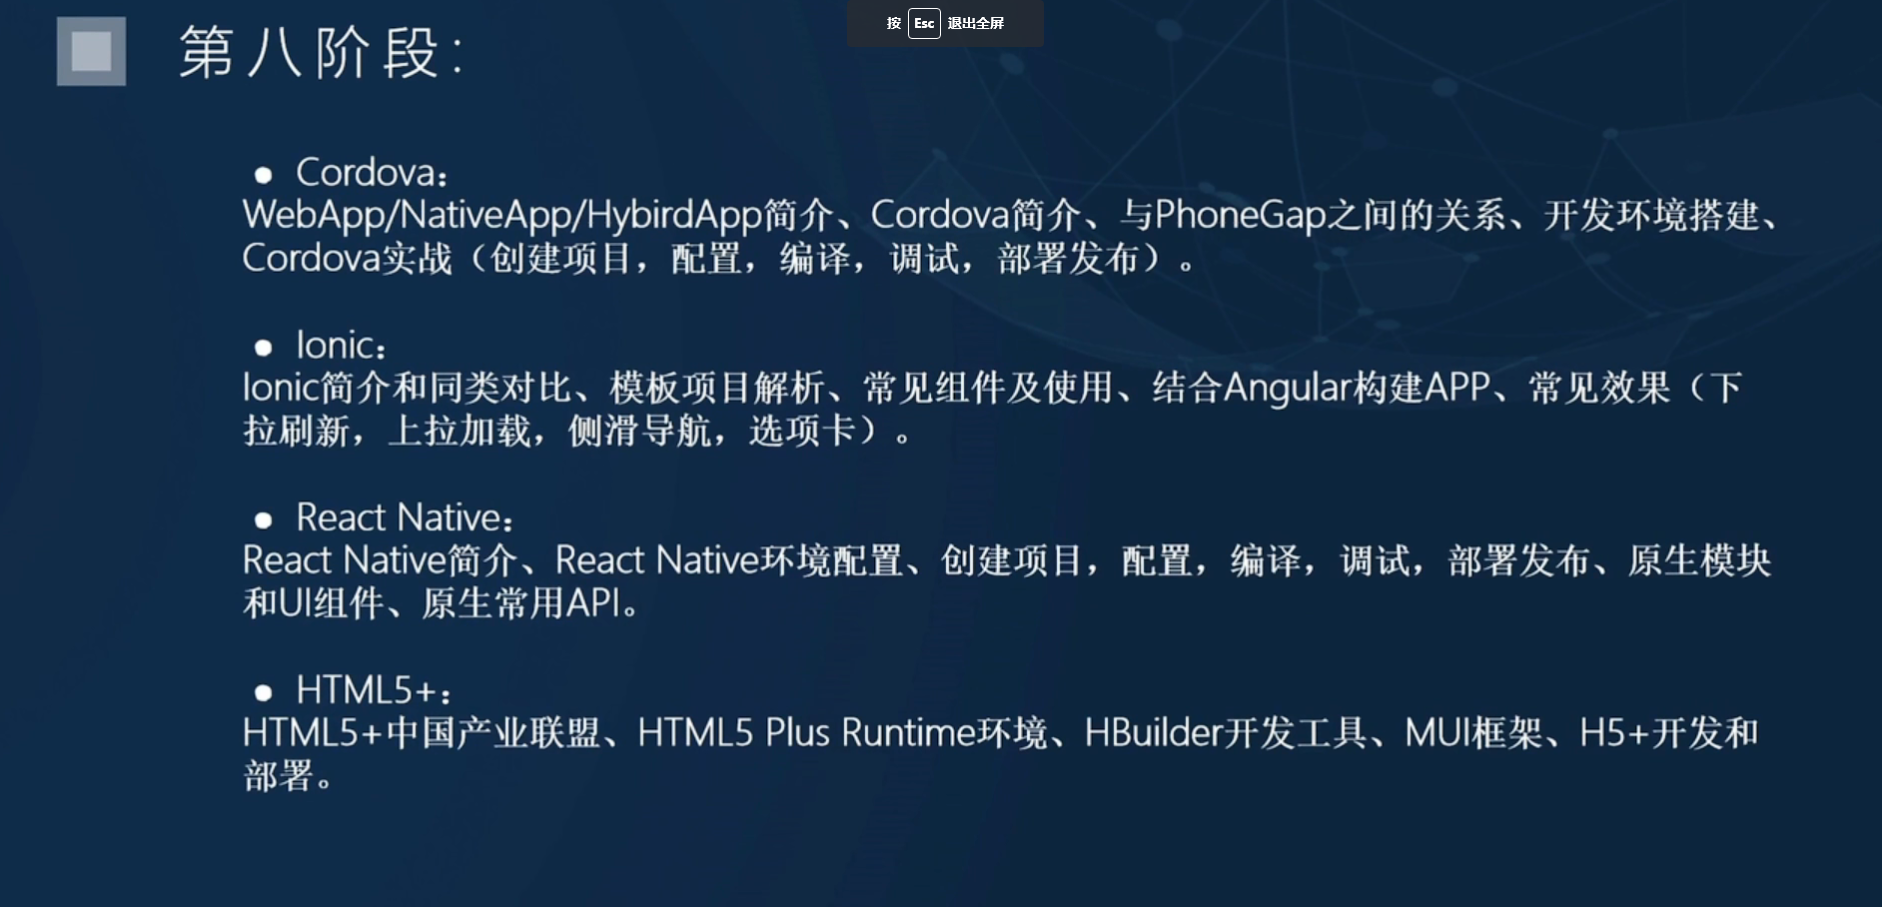 按 Esc 退出全屏
第八阶段:
● Cordova：
WebApp/NativeApp/HybirdApp简介、Cordova简介、与PhoneGap之间的关系、开发环境搭建、
Cordova实战（创建项目，配置，编译，调试，部署发布）。
● Ionic：
Ionic简介和同类对比、模板项目解析、常见组件及使用、结合Angular构建APP、常见效果（下
拉刷新，上拉加载，侧滑导航，选项卡）。
● React Native：
React Native简介、React Native环境配置、创建项目，配置，编译，调试，部署发布、原生模块
和UI组件、原生常用API。
● HTML5+：
HTML5+中国产业联盟、HTML5 Plus Runtime环境、HBuilder开发工具、MUI框架、H5+开发和
部署。